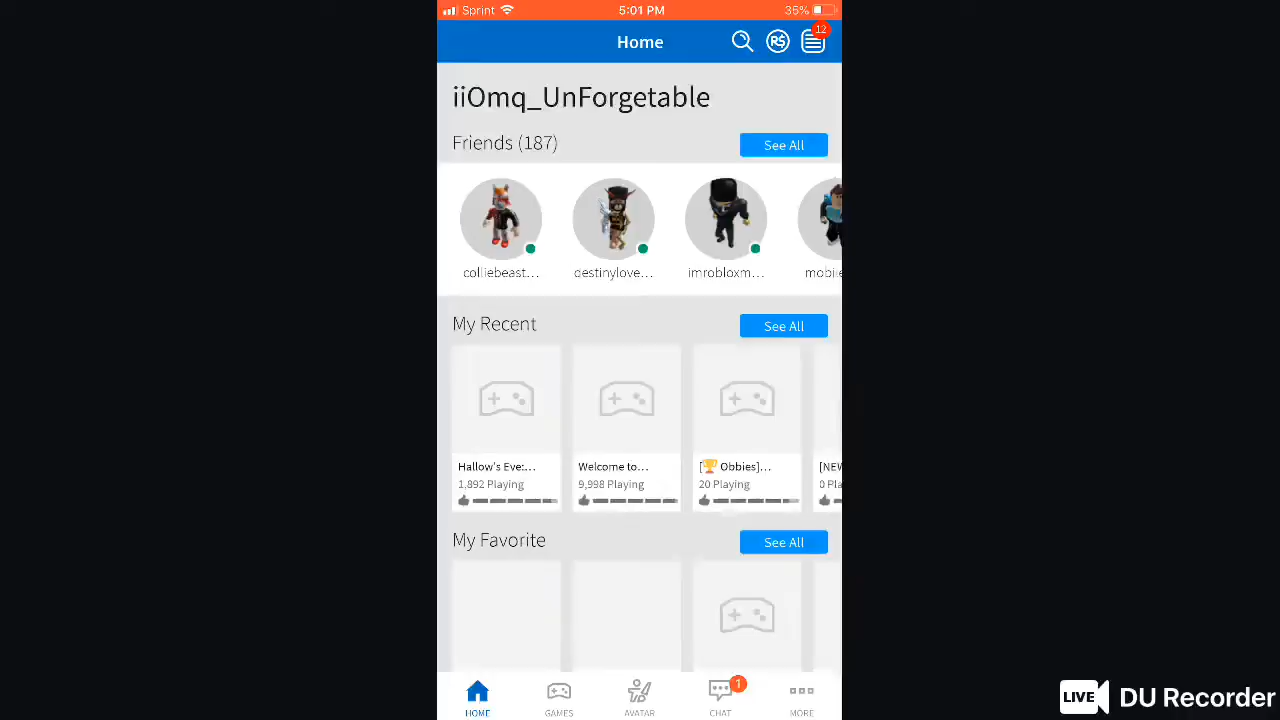 Sprint 5:01 PM 35%
Home R$ 12
iiOmq_UnForgetable
Friends (187) See All
colliebeast... destinylove... imrobloxm... mobile
My Recent See All
Hallow's Eve:... Welcome to... [🏆 Obbies]... [NEW
1,892 Playing 9,998 Playing 20 Playing 0 Pla
My Favorite See All
1
HOME GAMES AVATAR CHAT MORE
LIVE DU Recorder